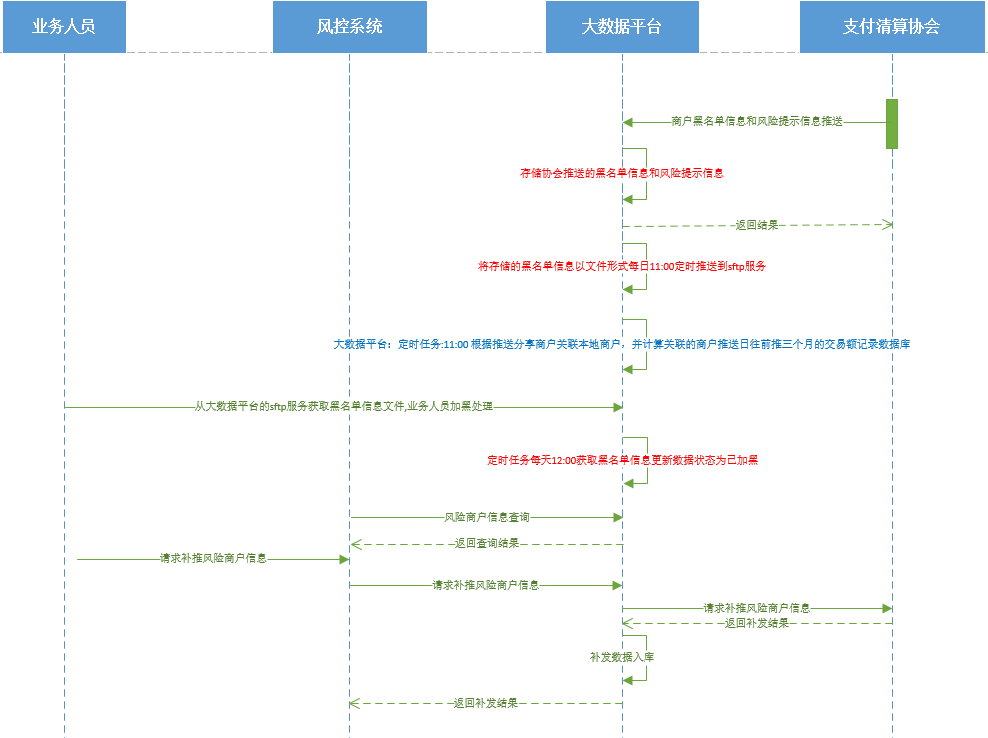 业务人员
风控系统
大数据平台
支付清算协会
商户黑名单信息和风险提示信息推送
存储协会推送的黑名单信息和风险提示信息
返回结果
将存储的黑名单信息以文件形式每日11:00定时推送到sftp服务
大数据平台：定时任务:11:00 根据推送分享商户关联本地商户，并计算关联的商户推送日往前推三个月的交易额记录数据库
从大数据平台的sftp服务获取黑名单信息文件,业务人员加黑处理
定时任务每天12:00获取黑名单信息更新数据状态为已加黑
风险商户信息查询
返回查询结果
请求补推风险商户信息
请求补推风险商户信息
请求补推风险商户信息
返回补发结果
补发数据入库
返回补发结果